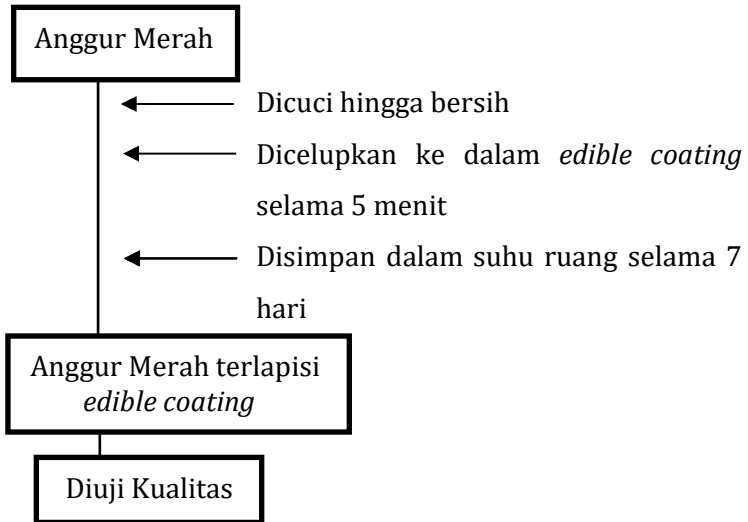 Anggur Merah
Dicuci hingga bersih
Dicelupkan ke dalam edible coating
selama 5 menit
Disimpan dalam suhu ruang selama 7
hari
Anggur Merah terlapisi
edible coating
Diuji Kualitas